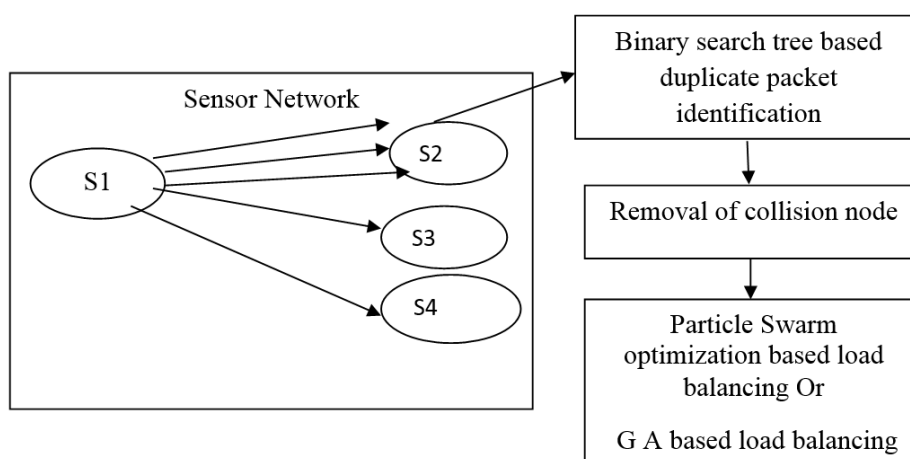 Sensor Network
S1
S2
S3
S4
Binary search tree based
duplicate packet
identification
Removal of collision node
Particle Swarm
optimization based load
balancing Or
G A based load balancing